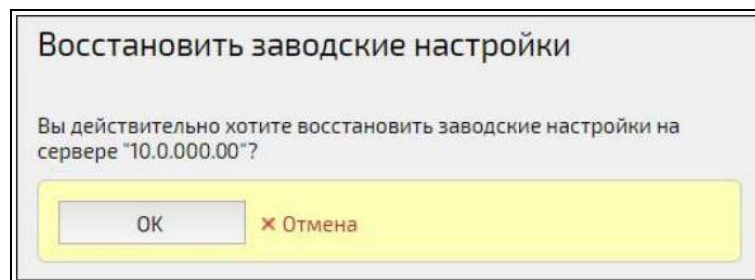 Восстановить заводские настройки
Вы действительно хотите восстановить заводские настройки на
сервере "10.0.000.00"?
ОК
× Отмена